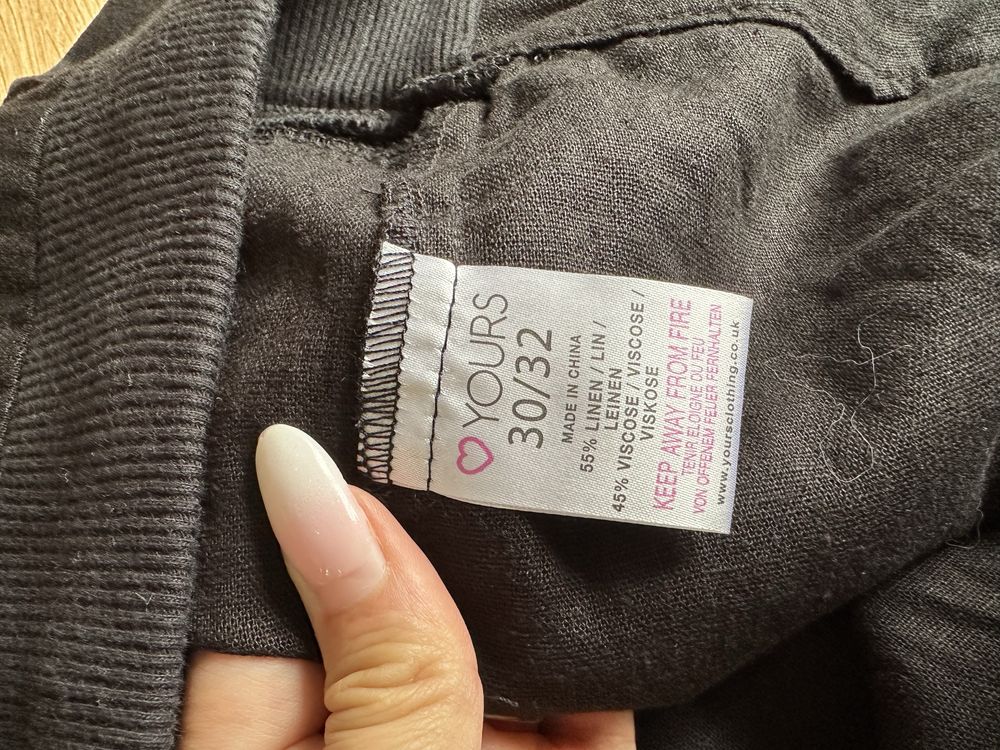 YOURS
30/32
MADE IN CHINA
55% LINEN / LIN /
LEINEN
45% VISCOSE / VISCOSE /
VISKOSE
KEEP AWAY FROM FIRE
TENIR ELOIGNE DU FEU
VON OFFENEM FEUER FERNHALTEN
www.yoursclothing.co.uk